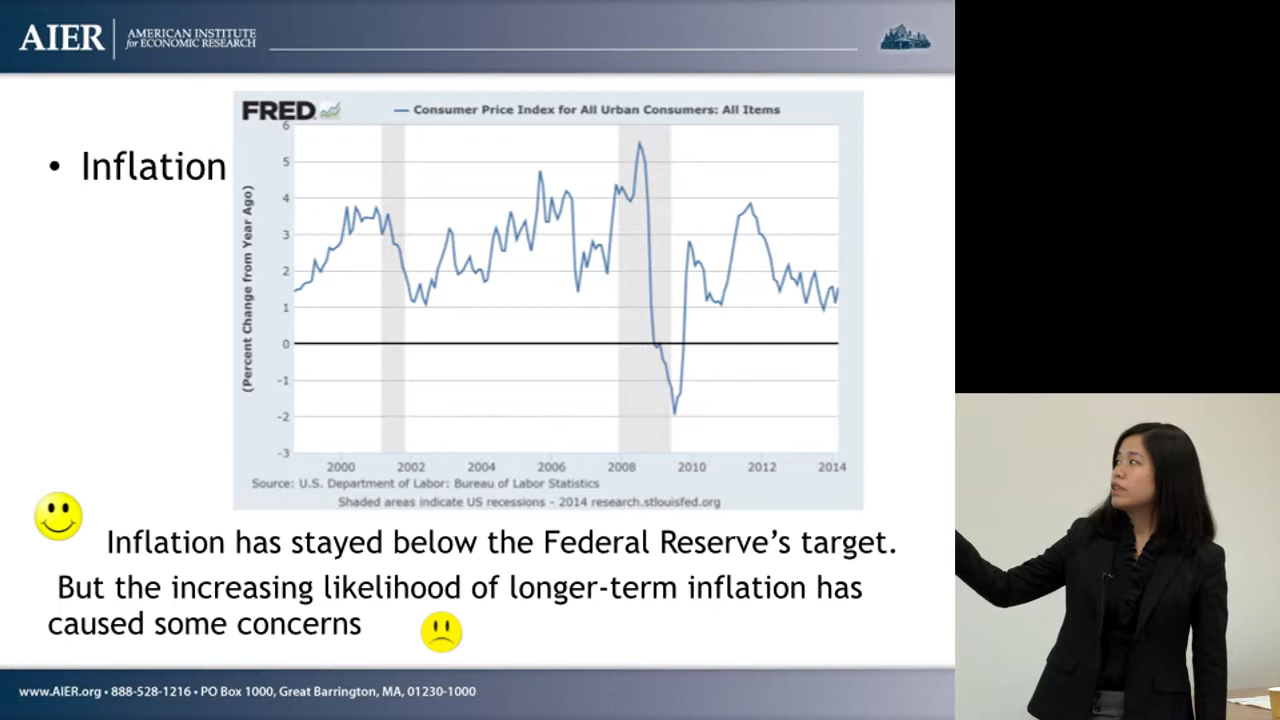 AIER
AMERICAN INSTITUTE
for ECONOMIC RESEARCH
• Inflation
FRED
Consumer Price Index for All Urban Consumers: All Items
(Percent Change from Year Ago)
6
5
4
3
2
1
0
-1
-2
-3
2000 2002 2004 2006 2008 2010 2012 2014
Source: U.S. Department of Labor: Bureau of Labor Statistics
Shaded areas indicate US recessions - 2014 research.stlouisfed.org
Inflation has stayed below the Federal Reserve’s target.
But the increasing likelihood of longer-term inflation has
caused some concerns
www.AIER.org • 888-528-1216 • PO Box 1000, Great Barrington, MA, 01230-1000